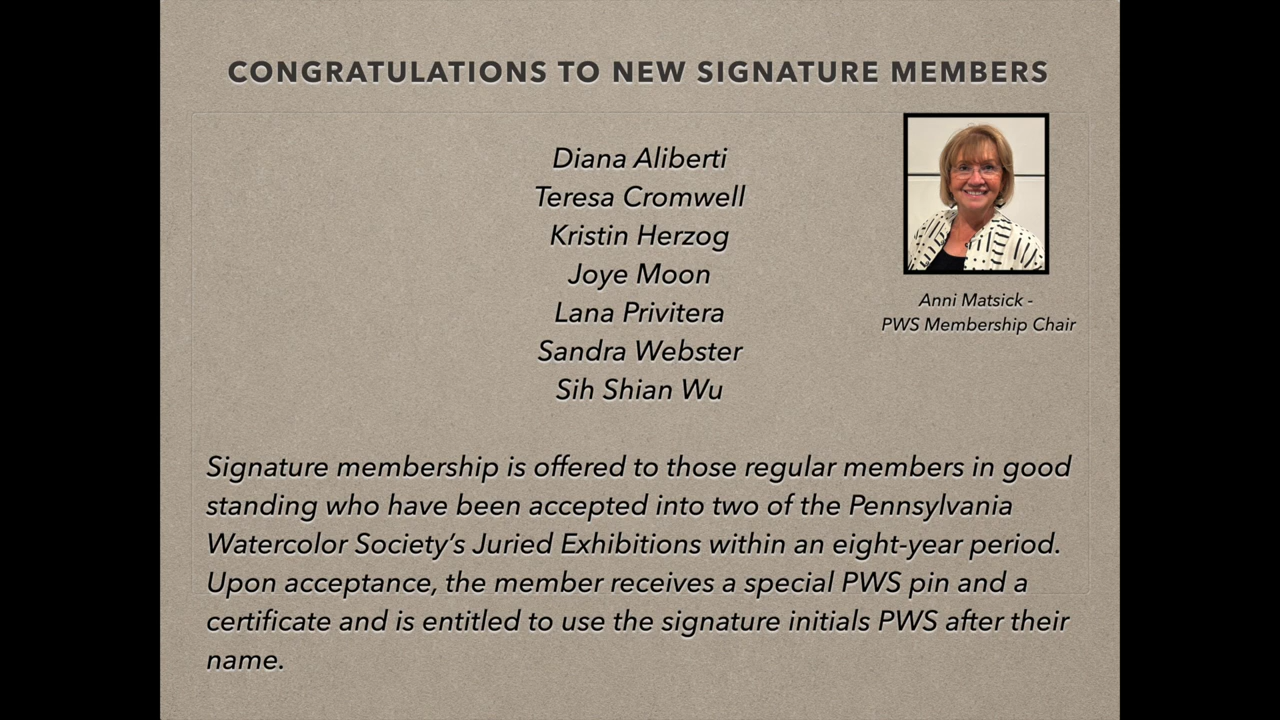 CONGRATULATIONS TO NEW SIGNATURE MEMBERS
Diana Aliberti
Teresa Cromwell
Kristin Herzog
Joye Moon
Lana Privitera
Sandra Webster
Sih Shian Wu
Anni Matsick -
PWS Membership Chair
Signature membership is offered to those regular members in good
standing who have been accepted into two of the Pennsylvania
Watercolor Society’s Juried Exhibitions within an eight-year period.
Upon acceptance, the member receives a special PWS pin and a
certificate and is entitled to use the signature initials PWS after their
name.